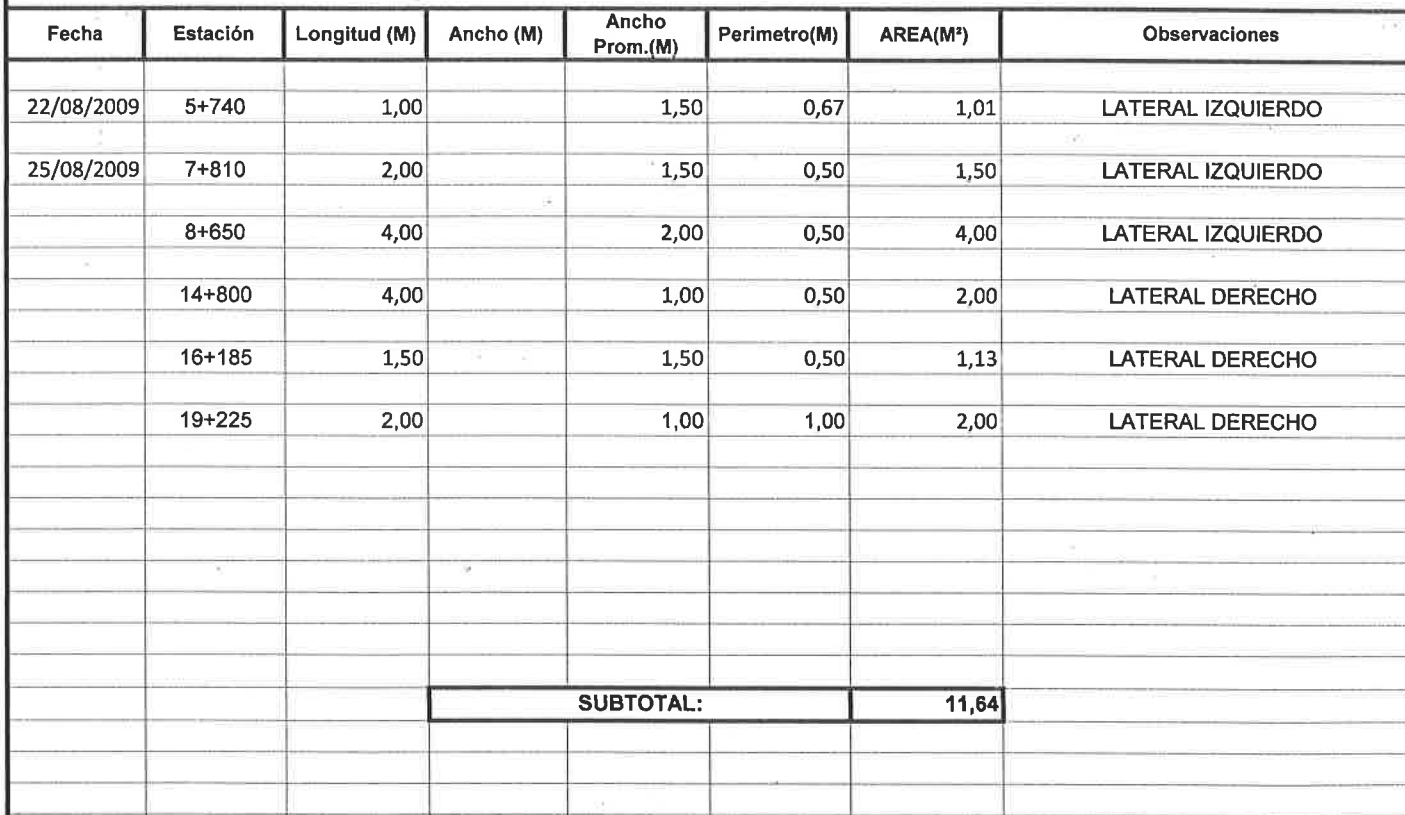 Fecha Estación Longitud (M) Ancho (M) Ancho Prom.(M) Perimetro(M) AREA(M²) Observaciones
22/08/2009 5+740 1,00 1,50 0,67 1,01 LATERAL IZQUIERDO
25/08/2009 7+810 2,00 1,50 0,50 1,50 LATERAL IZQUIERDO
8+650 4,00 2,00 0,50 4,00 LATERAL IZQUIERDO
14+800 4,00 1,00 0,50 2,00 LATERAL DERECHO
16+185 1,50 1,50 0,50 1,13 LATERAL DERECHO
19+225 2,00 1,00 1,00 2,00 LATERAL DERECHO
SUBTOTAL: 11,64